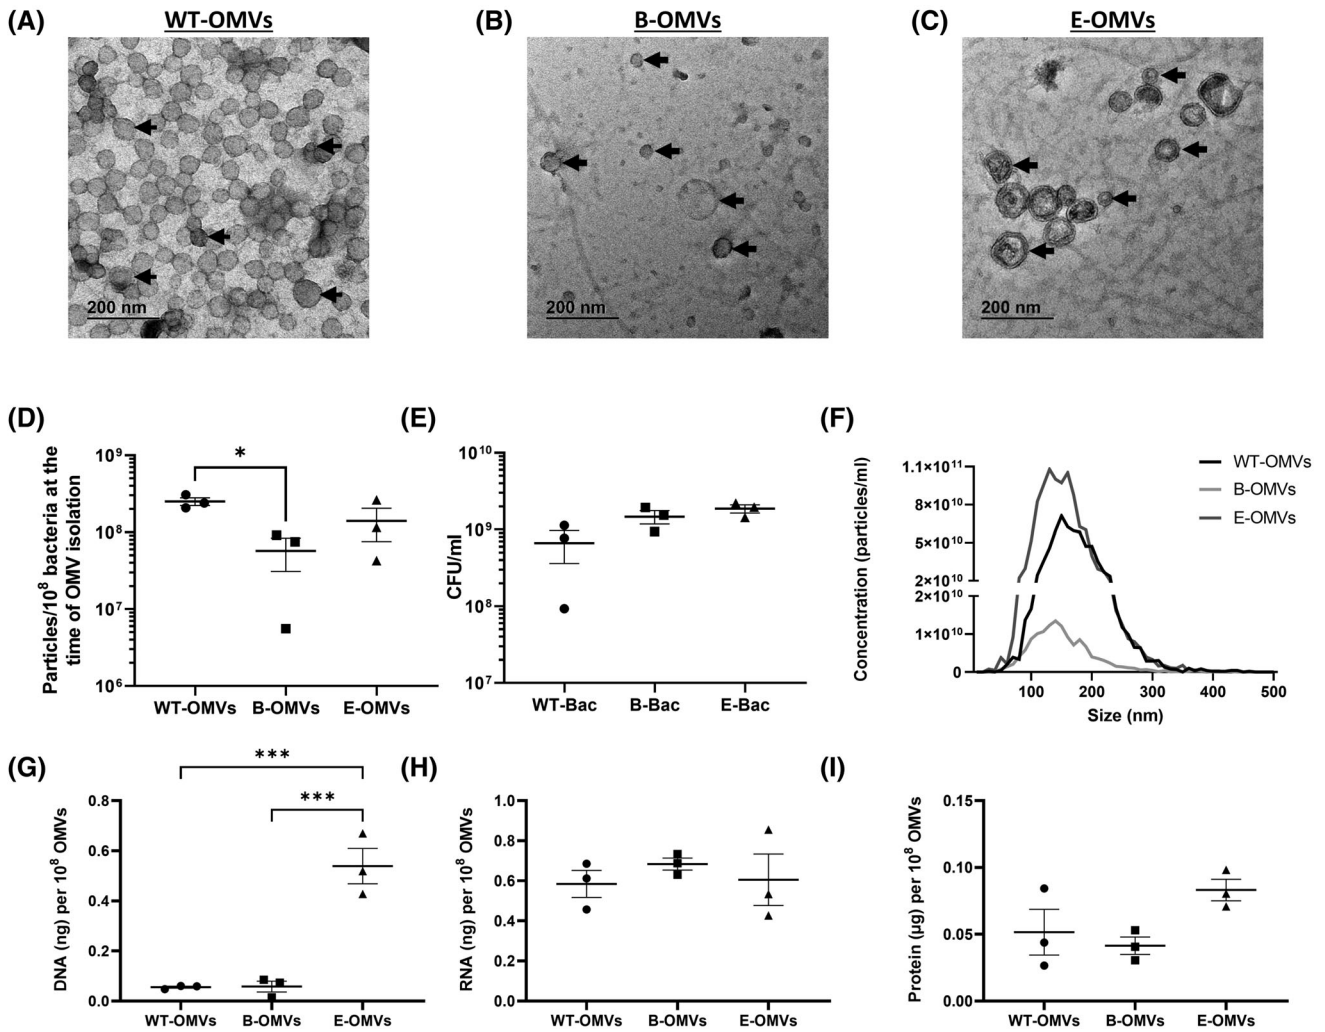 (A) WT-OMVs
(B) B-OMVs
(C) E-OMVs
200 nm
200 nm
200 nm
(D)
Particles/10⁸ bacteria at the
time of OMV isolation
10⁹
10⁸
10⁷
10⁶
*
WT-OMVs B-OMVs E-OMVs
(E)
CFU/ml
10¹⁰
10⁹
10⁸
10⁷
WT-Bac B-Bac E-Bac
(F)
Concentration (particles/ml)
1.1×10¹¹
8×10¹⁰
5×10¹⁰
2×10¹⁰
2×10¹⁰
1×10¹⁰
0
100 200 300 400 500
Size (nm)
WT-OMVs
B-OMVs
E-OMVs
(G)
DNA (ng) per 10⁸ OMVs
0.8
0.6
0.4
0.2
0.0
***
***
WT-OMVs B-OMVs E-OMVs
(H)
RNA (ng) per 10⁸ OMVs
1.0
0.8
0.6
0.4
0.2
0.0
WT-OMVs B-OMVs E-OMVs
(I)
Protein (µg) per 10⁸ OMVs
0.15
0.10
0.05
0.00
WT-OMVs B-OMVs E-OMVs